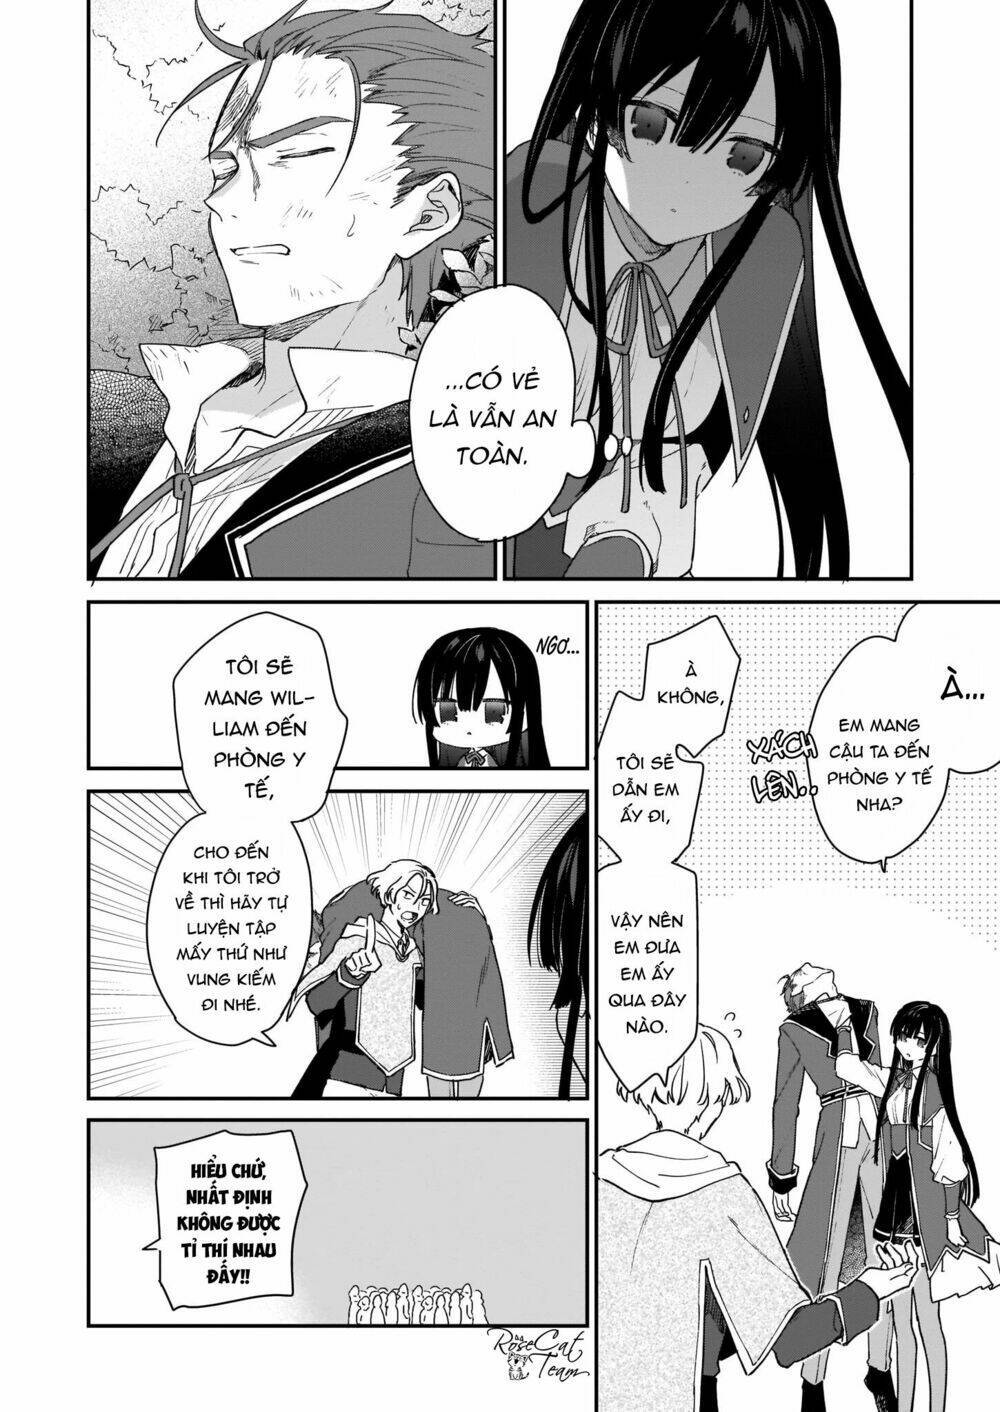 ...CÓ VẺ
LÀ VẪN AN
TOÀN.
À...
EM MANG
CẬU TA ĐẾN
PHÒNG Y TẾ
NHA?
XÁCH
LÊN..
À
KHÔNG,
TÔI SẼ
DẪN EM
ẤY ĐI,
VẬY NÊN
EM ĐƯA
EM ẤY
QUA ĐÂY
NÀO.
NGƠ...
TÔI SẼ
MANG WIL-
LIAM ĐẾN
PHÒNG Y
TẾ,
CHO ĐẾN
KHI TÔI TRỞ
VỀ THÌ HÃY TỰ
LUYỆN TẬP
MẤY THỨ NHƯ
VUNG KIẾM
ĐI NHÉ.
HIỂU CHỨ,
NHẤT ĐỊNH
KHÔNG ĐƯỢC
TỈ THÍ NHAU
ĐẤY!!
RoseCat
Team